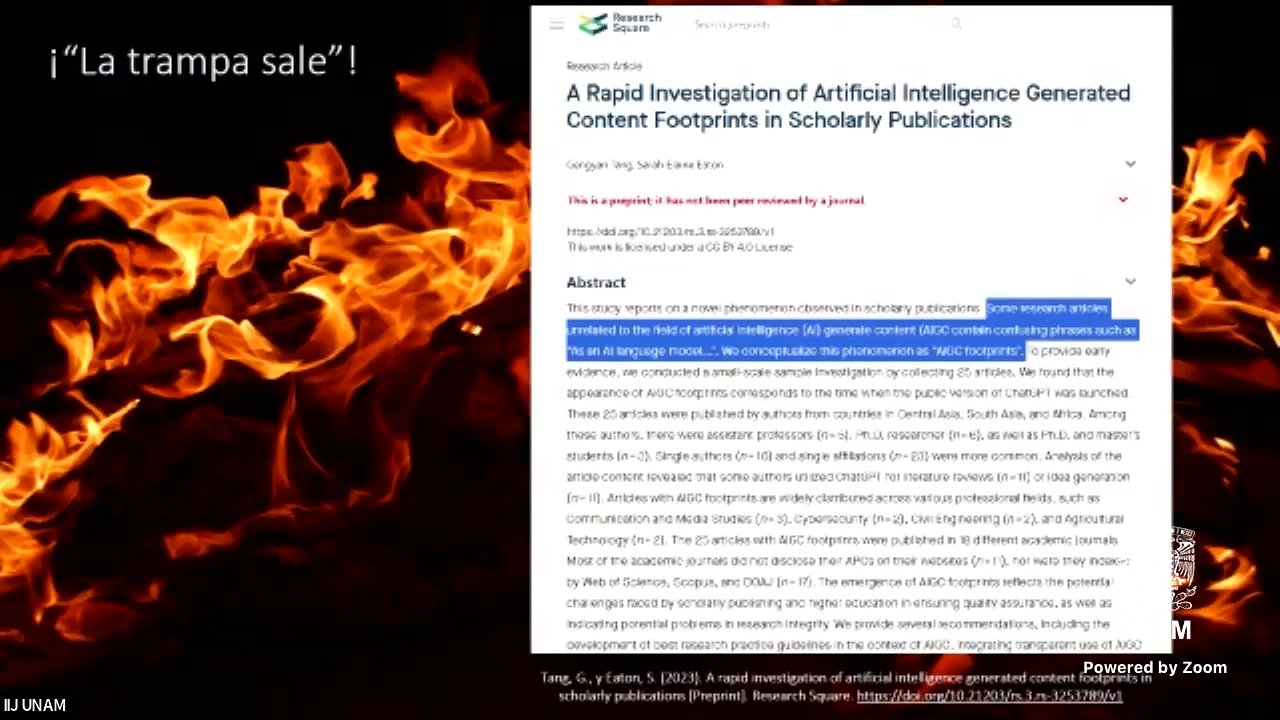 ¡“La trampa sale”!
Research
Square
Search preprints
Research Article
A Rapid Investigation of Artificial Intelligence Generated
Content Footprints in Scholarly Publications
Gengyan Tang, Sarah Elaine Eaton
This is a preprint; it has not been peer reviewed by a journal.
https://doi.org/10.21203/rs.3.rs-3253789/v1
This work is licensed under a CC BY 4.0 License
Abstract
This study reports on a novel phenomenon observed in scholarly publications. Some research articles
unrelated to the field of artificial intelligence (AI) generate content (AIGC contain confusing phrases such as
“As an AI language model...”. We conceptualize this phenomenon as “AIGC footprints”. To provide early
evidence, we conducted a small-scale sample investigation by collecting 25 articles. We found that the
appearance of AIGC footprints corresponds to the time when the public version of ChatGPT was launched.
These 25 articles were published by authors from countries in Central Asia, South Asia, and Africa. Among
these authors, there were assistant professors (n=5), Ph.D. researcher (n=6), as well as Ph.D. and master's
students (n=3). Single authors (n=10) and single affiliations (n=20) were more common. Analysis of the
article content revealed that some authors utilized ChatGPT for literature reviews (n=11) or idea generation
(n=11). Articles with AIGC footprints are widely distributed across various professional fields, such as
Communication and Media Studies (n=3), Cybersecurity (n=2), Civil Engineering (n=2), and Agricultural
Technology (n=2). The 25 articles with AIGC footprints were published in 18 different academic journals.
Most of the academic journals did not disclose their APCs on their websites (n=11), nor were they indexed
by Web of Science, Scopus, and DOAJ (n=17). The emergence of AIGC footprints reflects the potential
challenges faced by scholarly publishing and higher education in ensuring quality assurance, as well as
indicating potential problems in research integrity. We provide several recommendations, including the
development of best research practice guidelines in the context of AIGC, integrating transparent use of AIGC
M
Powered by Zoom
Tang, G., y Eaton, S. (2023). A rapid investigation of artificial intelligence generated content footprints in
scholarly publications [Preprint]. Research Square. https://doi.org/10.21203/rs.3.rs-3253789/v1
IIJ UNAM